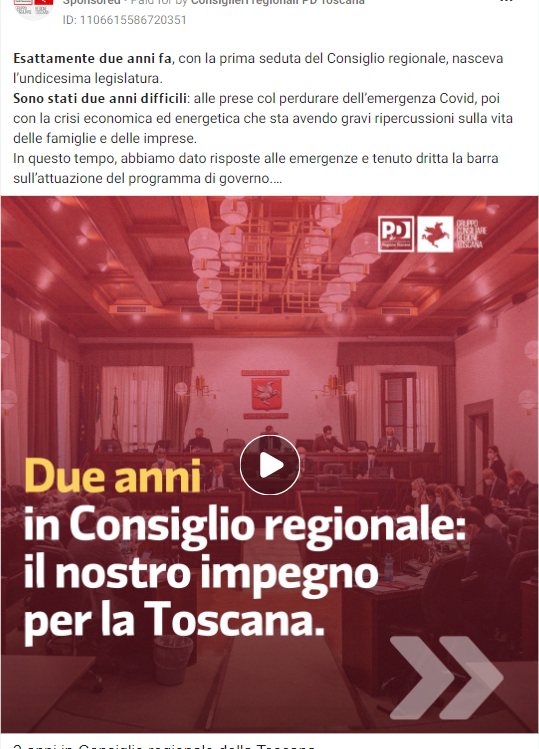 Sponsored • Paid for by Consiglieri regionali PD Toscana
ID: 1106615586720351
Esattamente due anni fa, con la prima seduta del Consiglio regionale, nasceva
l'undicesima legislatura.
Sono stati due anni difficili: alle prese col perdurare dell'emergenza Covid, poi
con la crisi economica ed energetica che sta avendo gravi ripercussioni sulla vita
delle famiglie e delle imprese.
In questo tempo, abbiamo dato risposte alle emergenze e tenuto dritta la barra
sull'attuazione del programma di governo....
PD
GRUPPO
CONSILIARE
REGIONE
TOSCANA
Due anni
in Consiglio regionale:
il nostro impegno
per la Toscana.
2 anni in Consiglio regionale della Toscana